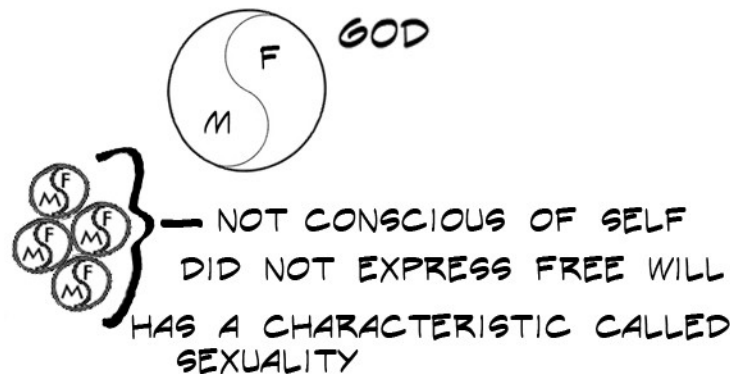 GOD
F
M
F
M
F
M
F
M
F
M
NOT CONSCIOUS OF SELF
DID NOT EXPRESS FREE WILL
HAS A CHARACTERISTIC CALLED
SEXUALITY